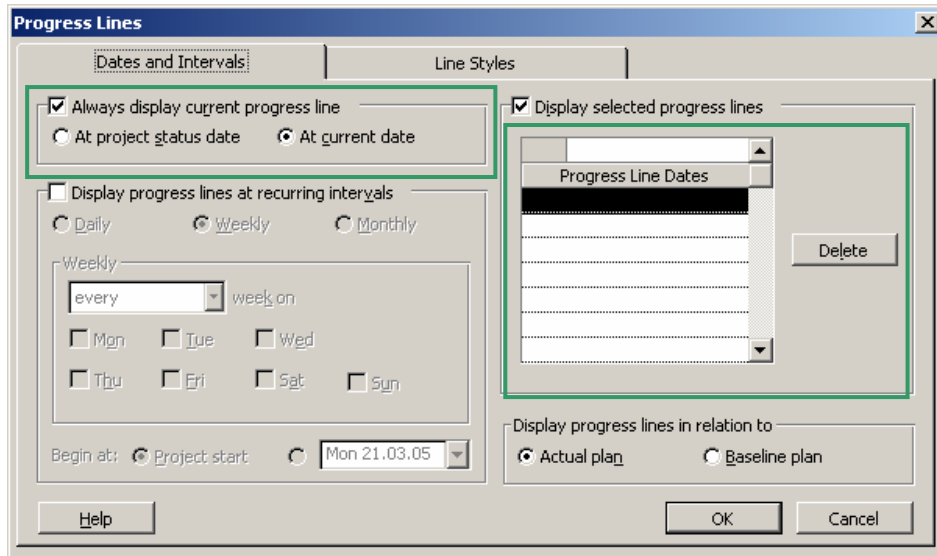 Progress Lines
Dates and Intervals
Line Styles
Always display current progress line
At project status date
At current date
Display progress lines at recurring intervals
Daily
Weekly
Monthly
Weekly
every
week on
Mon
Tue
Wed
Thu
Fri
Sat
Sun
Begin at:
Project start
Mon 21.03.05
Display selected progress lines
Progress Line Dates
Delete
Display progress lines in relation to
Actual plan
Baseline plan
Help
OK
Cancel